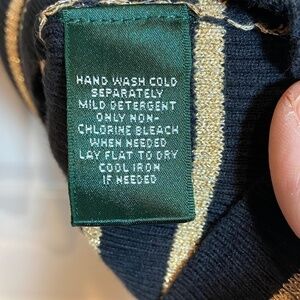 HAND WASH COLD
SEPARATELY
MILD DETERGENT
ONLY NON-
CHLORINE BLEACH
WHEN NEEDED
LAY FLAT TO DRY
COOL IRON
IF NEEDED